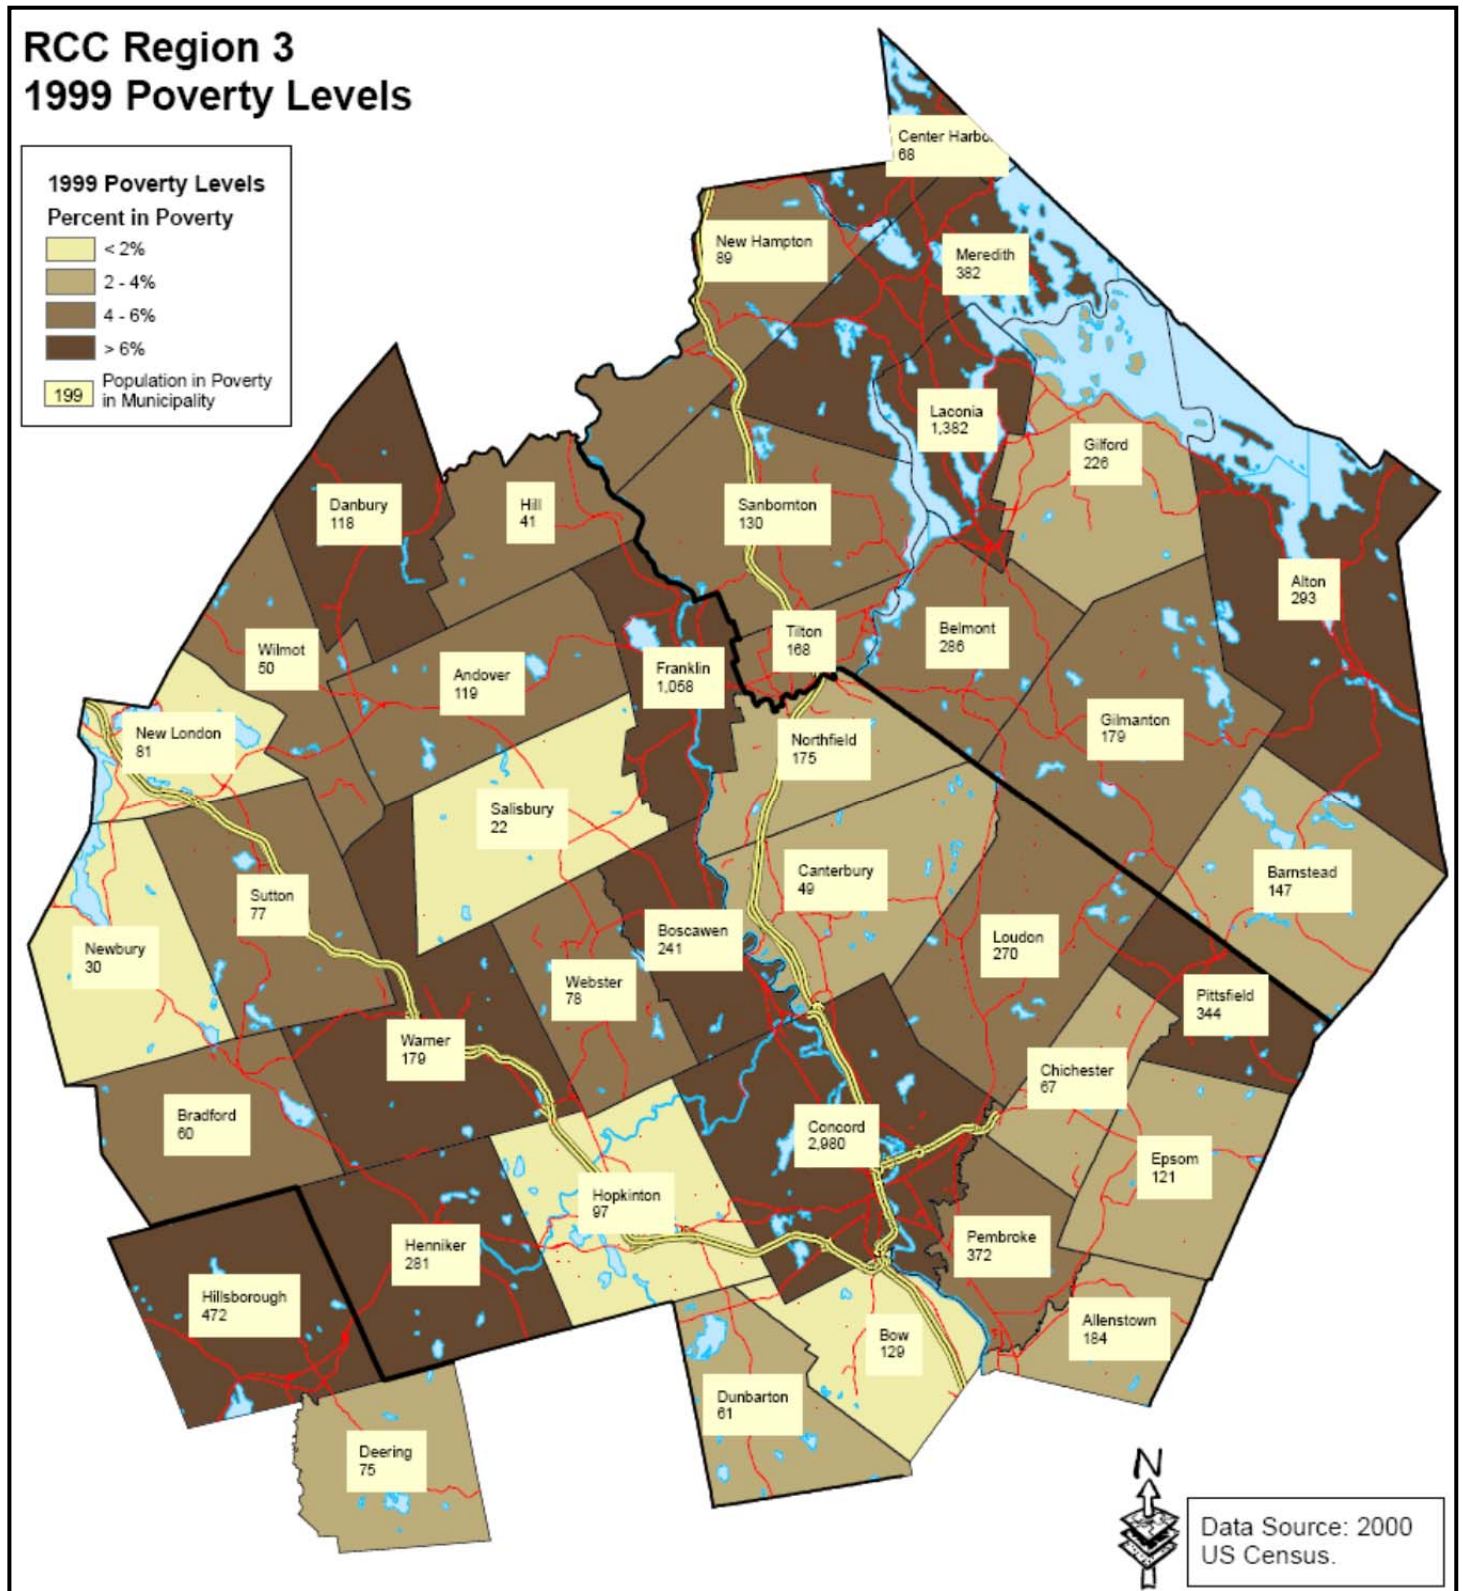 RCC Region 3
1999 Poverty Levels
1999 Poverty Levels
Percent in Poverty
< 2%
2 - 4%
4 - 6%
> 6%
199
Population in Poverty
in Municipality
Center Harbo
68
New Hampton
89
Meredith
382
Laconia
1,382
Gilford
226
Danbury
118
Hill
41
Sanbornton
130
Alton
293
Wilmot
50
Andover
119
Franklin
1,058
Tilton
168
Belmont
286
New London
81
Northfield
175
Gilmanton
179
Salisbury
22
Canterbury
49
Barnstead
147
Sutton
77
Newbury
30
Boscawen
241
Loudon
270
Webster
78
Pittsfield
344
Warner
179
Chichester
67
Bradford
60
Concord
2,980
Epsom
121
Hopkinton
97
Henniker
281
Pembroke
372
Hillsborough
472
Allenstown
184
Bow
129
Dunbarton
61
Deering
75
N
Data Source: 2000
US Census.